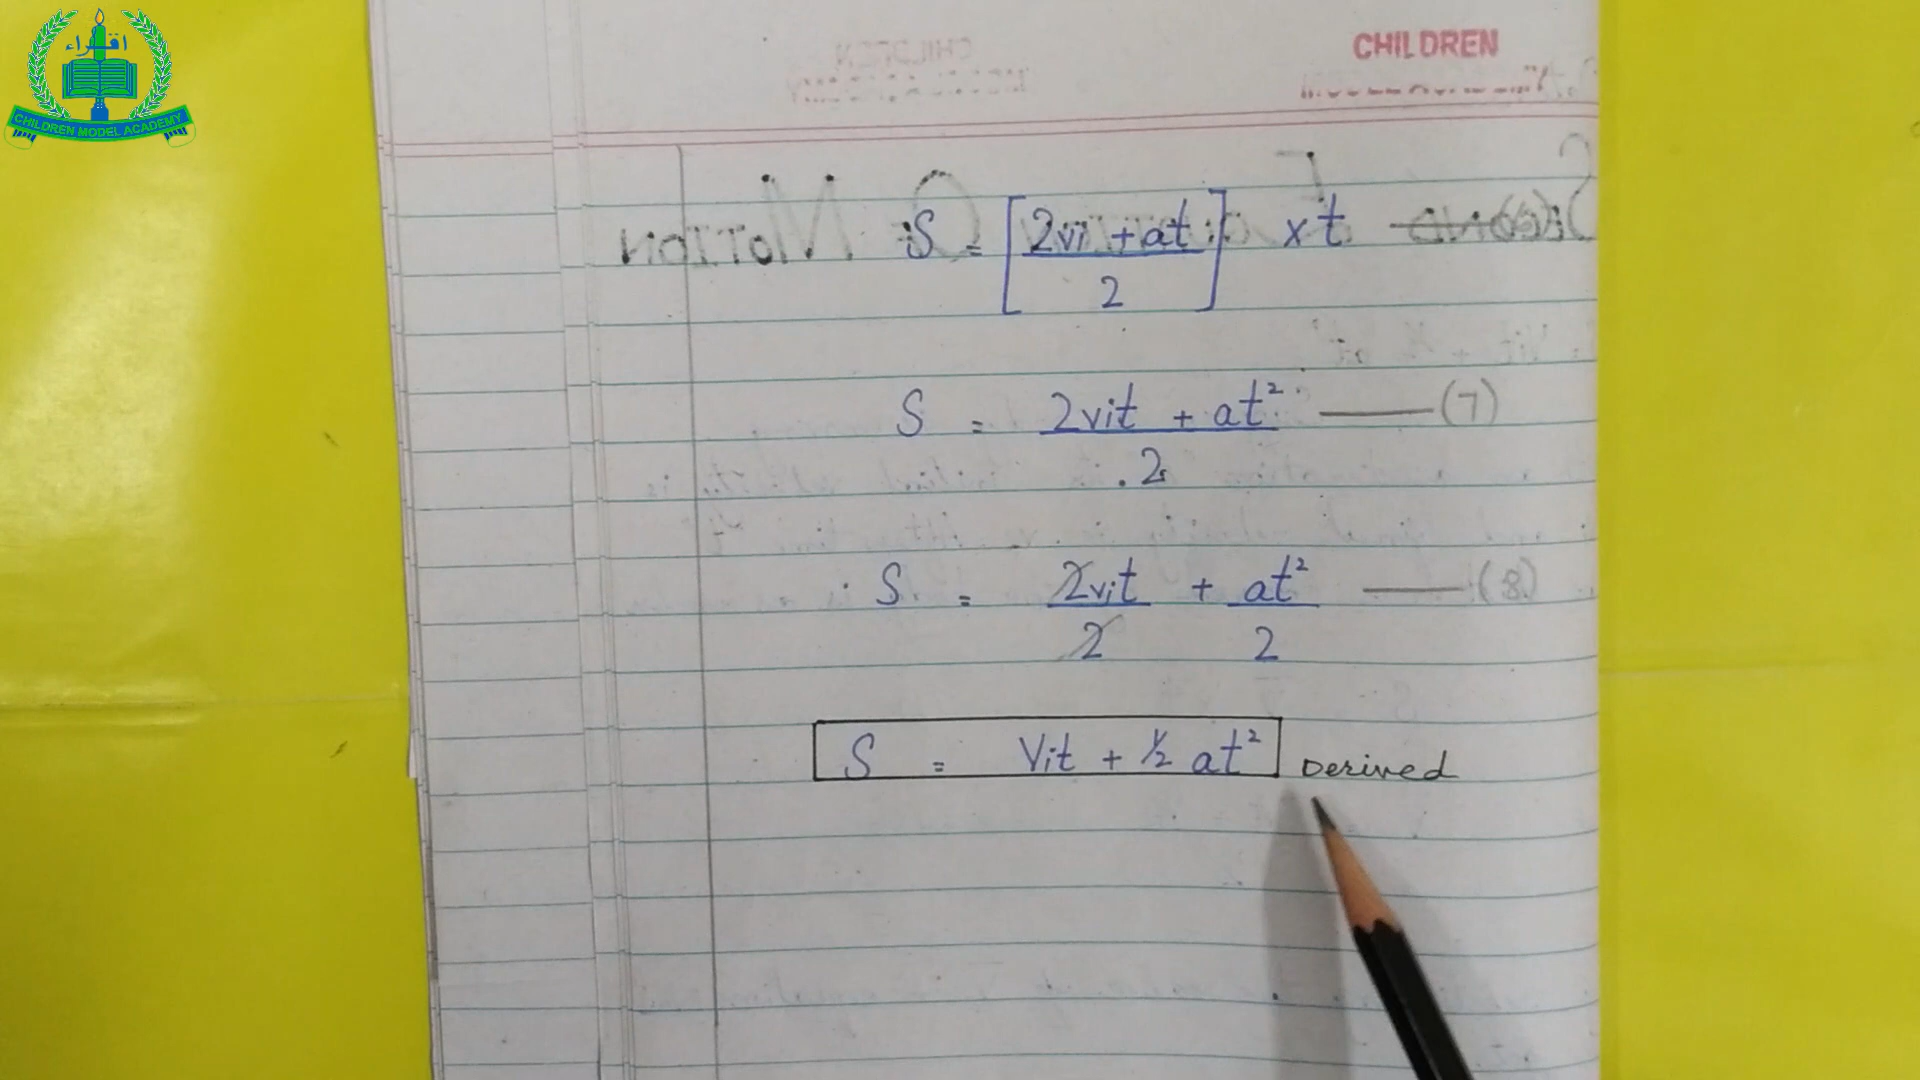 اقراء
CHILDREN MODEL ACADEMY
CHILDREN
S = [2vi + at / 2] x t
S = 2vit + at² / 2 —— (7)
S = 2vit / 2 + at² / 2 —— (8)
S = Vit + 1/2 at² Derived